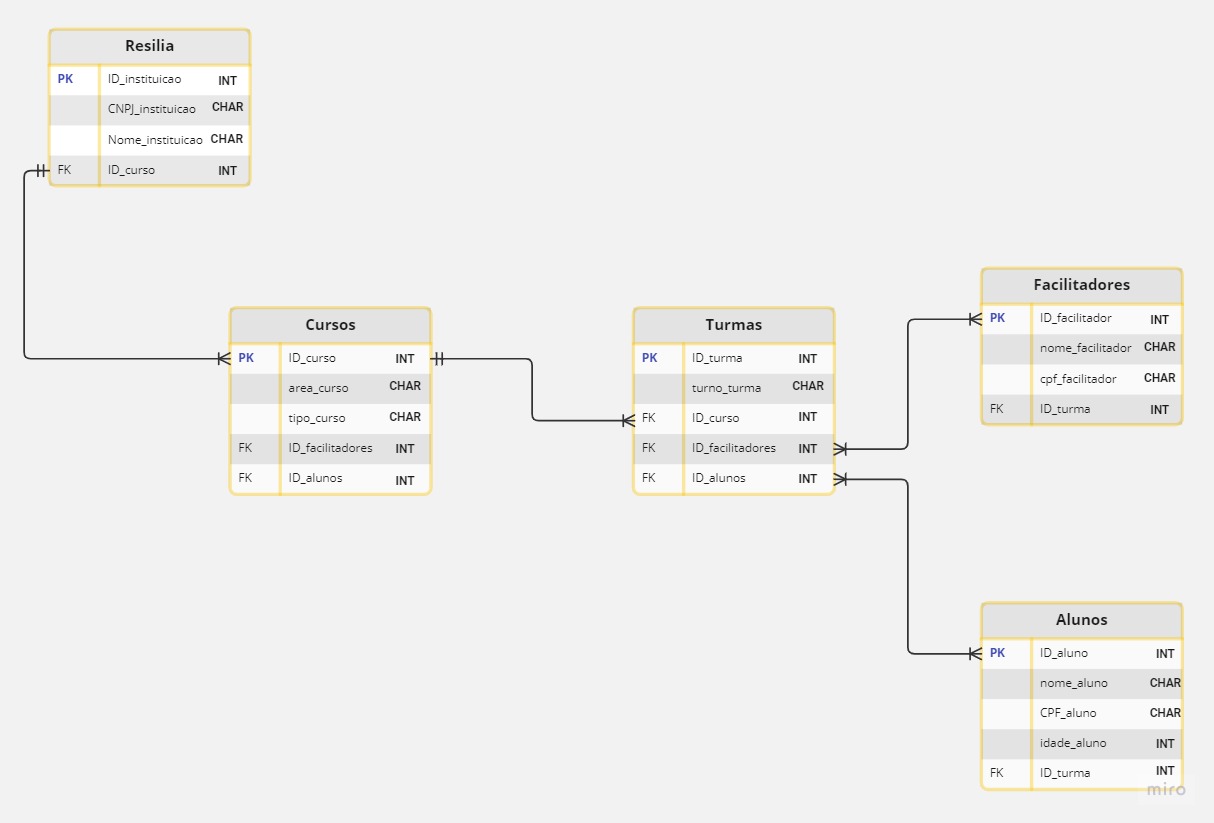 Resilia
PK ID_instituicao INT
CNPJ_instituicao CHAR
Nome_instituicao CHAR
FK ID_curso INT
Cursos
PK ID_curso INT
area_curso CHAR
tipo_curso CHAR
FK ID_facilitadores INT
FK ID_alunos INT
Turmas
PK ID_turma INT
turno_turma CHAR
FK ID_curso INT
FK ID_facilitadores INT
FK ID_alunos INT
Facilitadores
PK ID_facilitador INT
nome_facilitador CHAR
cpf_facilitador CHAR
FK ID_turma INT
Alunos
PK ID_aluno INT
nome_aluno CHAR
CPF_aluno CHAR
idade_aluno INT
FK ID_turma INT
miro